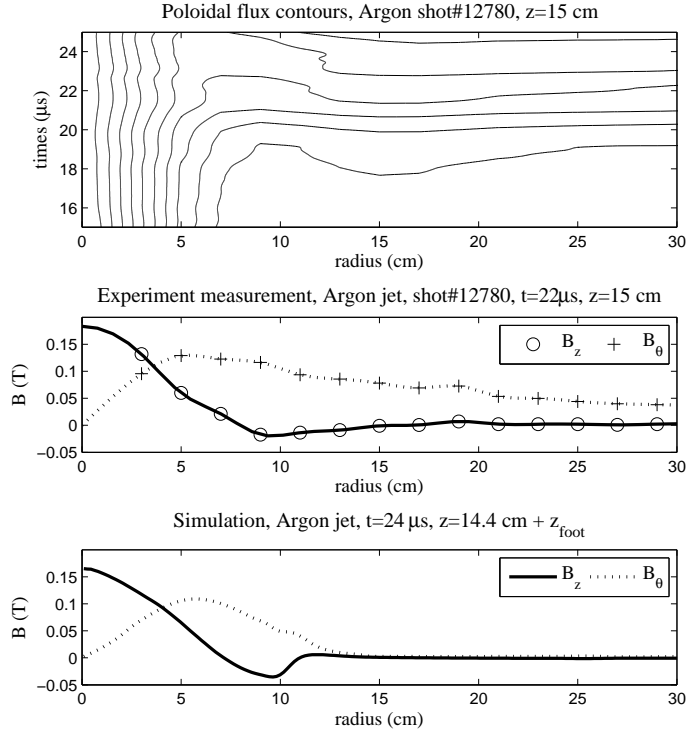 Poloidal flux contours, Argon shot#12780, z=15 cm
24
22
20
18
16
times (μs)
0 5 10 15 20 25 30
radius (cm)
Experiment measurement, Argon jet, shot#12780, t=22μs, z=15 cm
0.15
0.1
0.05
0
−0.05
B (T)
B_z B_θ
0 5 10 15 20 25 30
radius (cm)
Simulation, Argon jet, t=24 μs, z=14.4 cm + z_foot
0.15
0.1
0.05
0
−0.05
B (T)
B_z B_θ
0 5 10 15 20 25 30
radius (cm)